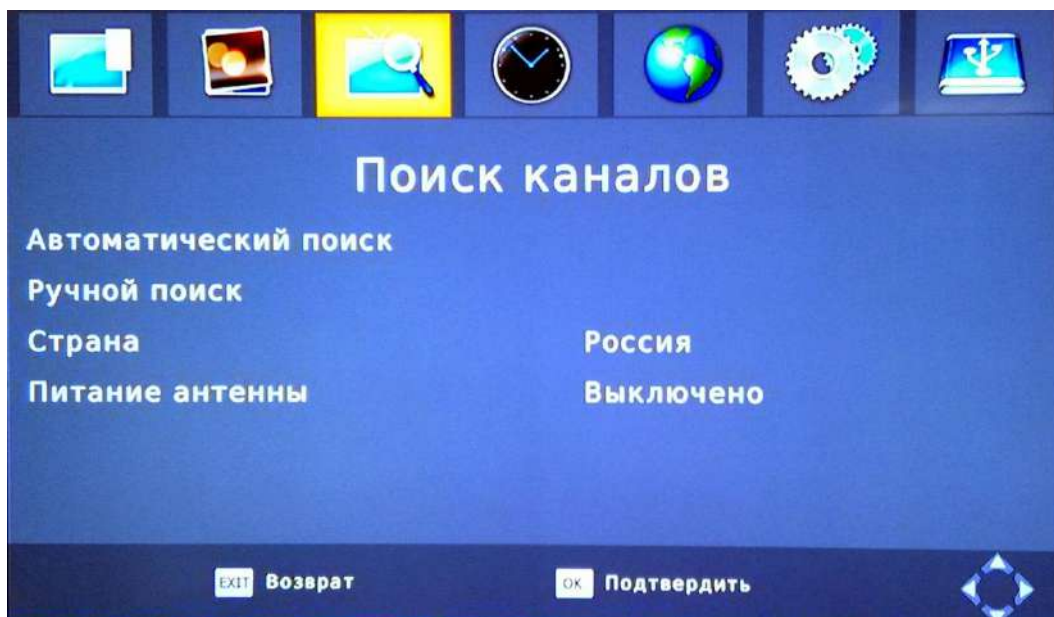 Поиск каналов
Автоматический поиск
Ручной поиск
Страна Россия
Питание антенны Выключено
EXIT Возврат OK Подтвердить